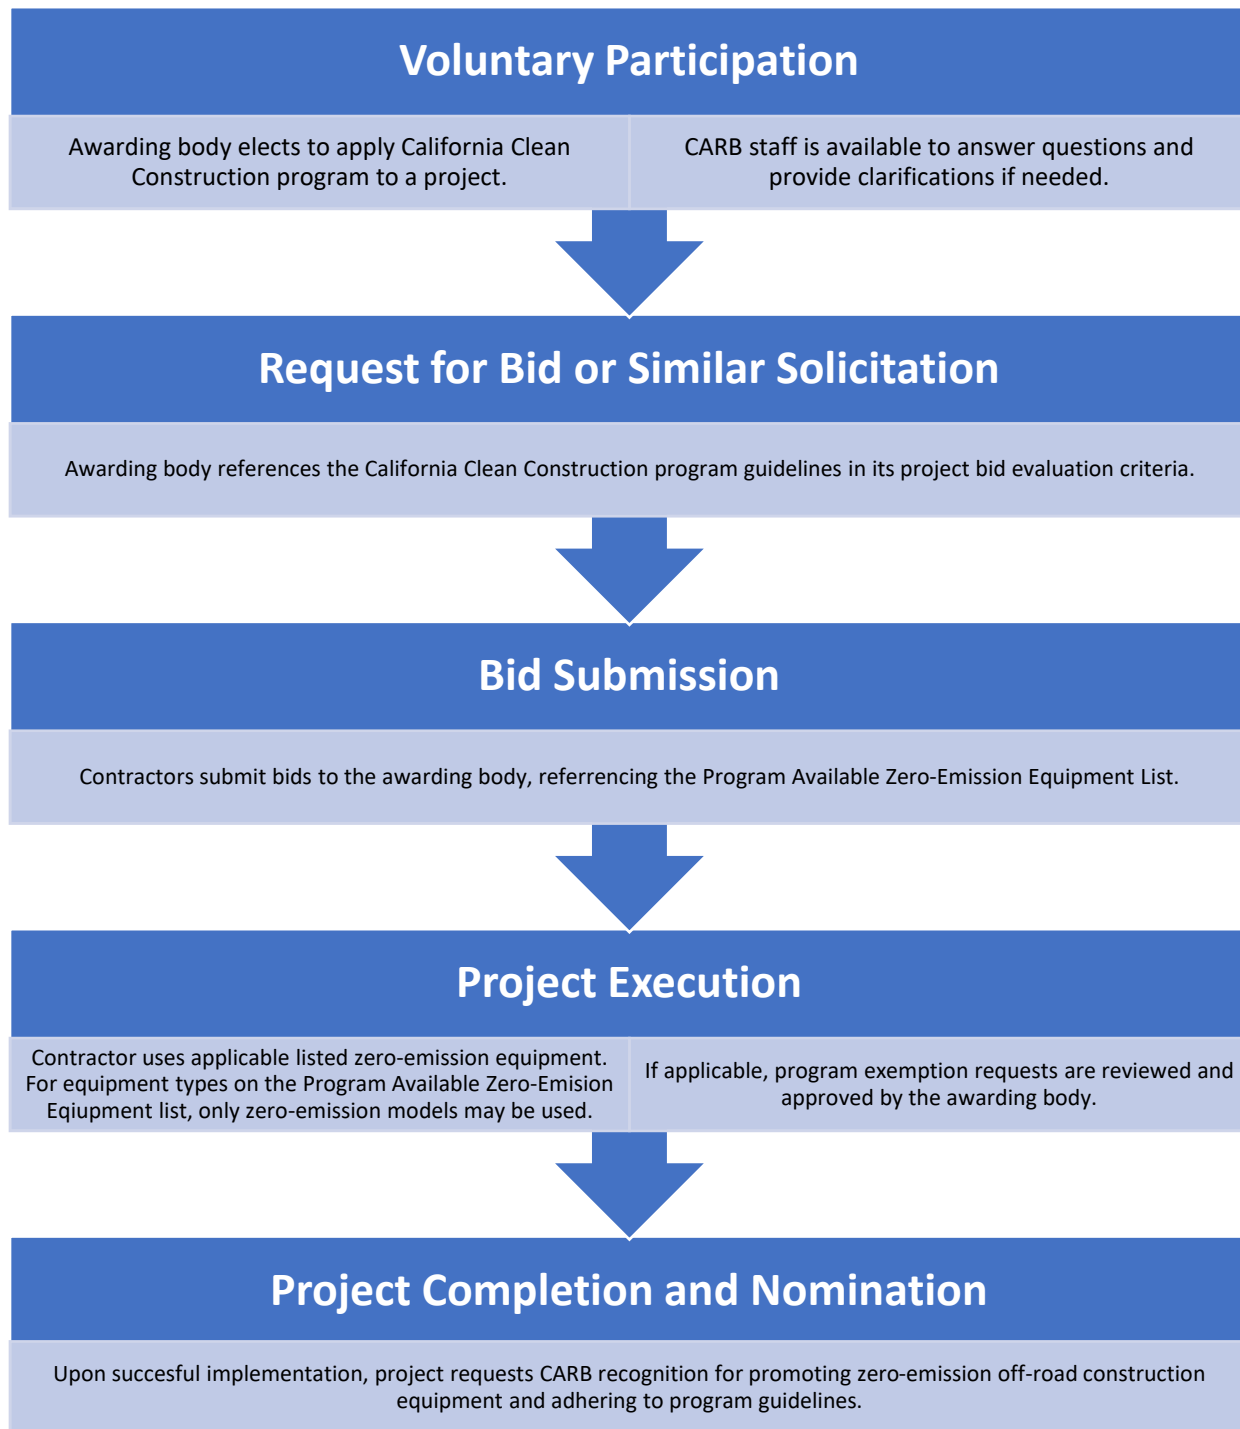 Voluntary Participation
Awarding body elects to apply California Clean
Construction program to a project.
CARB staff is available to answer questions and
provide clarifications if needed.
Request for Bid or Similar Solicitation
Awarding body references the California Clean Construction program guidelines in its project bid evaluation criteria.
Bid Submission
Contractors submit bids to the awarding body, referrencing the Program Available Zero-Emission Equipment List.
Project Execution
Contractor uses applicable listed zero-emission equipment.
For equipment types on the Program Available Zero-Emision
Eqiupment list, only zero-emission models may be used.
If applicable, program exemption requests are reviewed and
approved by the awarding body.
Project Completion and Nomination
Upon succesful implementation, project requests CARB recognition for promoting zero-emission off-road construction
equipment and adhering to program guidelines.